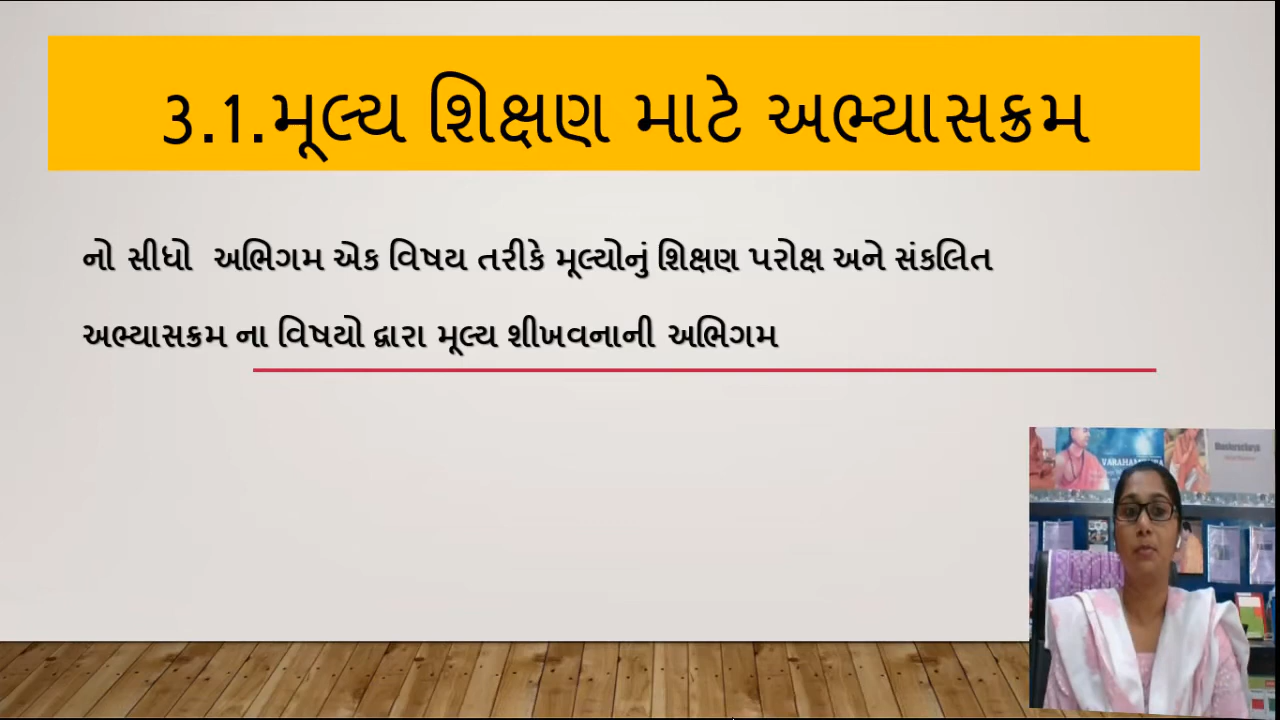 3.1.મૂલ્ય શિક્ષણ માટે અભ્યાસક્રમ
નો સીધો અભિગમ એક વિષય તરીકે મૂલ્યોનું શિક્ષણ પરોક્ષ અને સંકલિત
અભ્યાસક્રમ ના વિષયો દ્વારા મૂલ્ય શીખવનાની અભિગમ